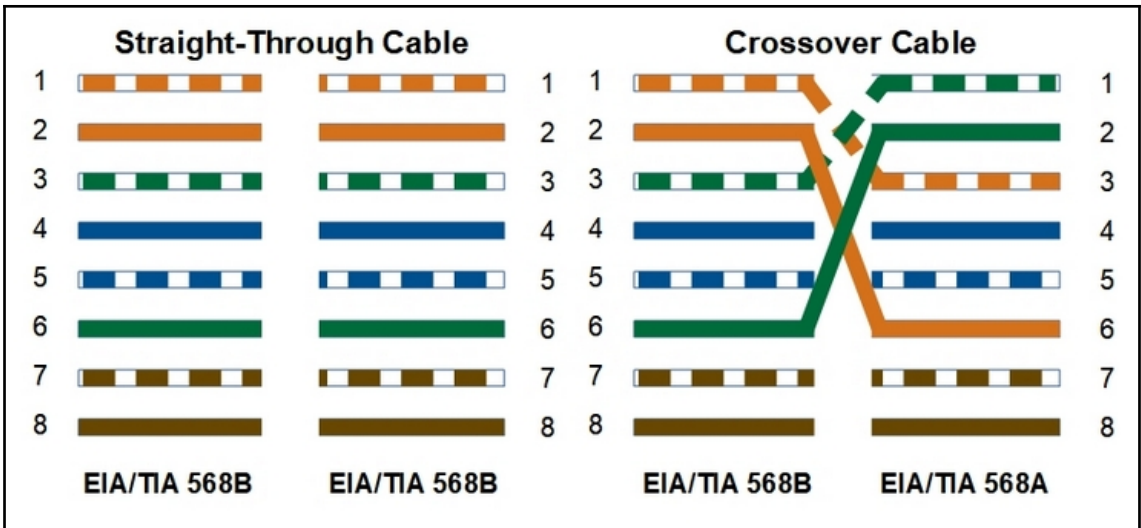 Straight-Through Cable
Crossover Cable
1 1 1 1
2 2 2 2
3 3 3 3
4 4 4 4
5 5 5 5
6 6 6 6
7 7 7 7
8 8 8 8
EIA/TIA 568B EIA/TIA 568B EIA/TIA 568B EIA/TIA 568A